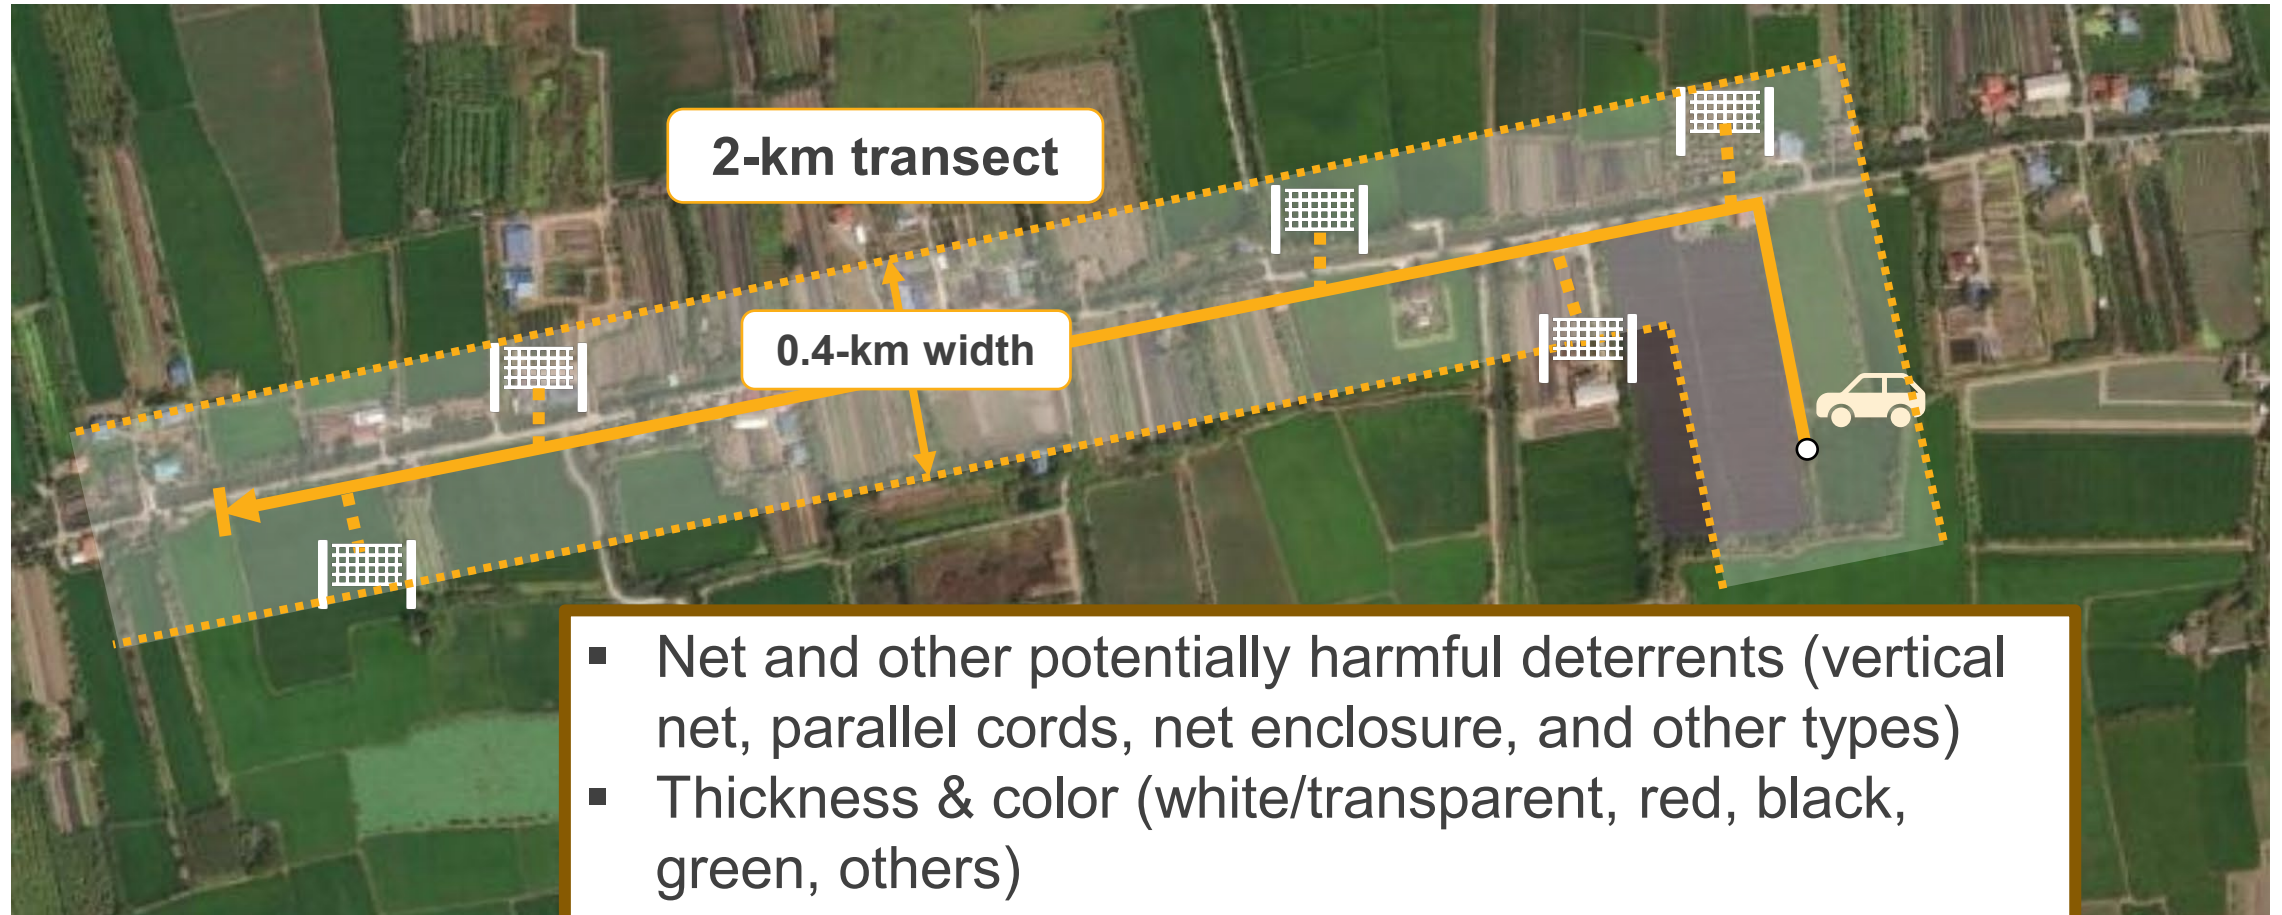 2-km transect
0.4-km width
▪ Net and other potentially harmful deterrents (vertical
net, parallel cords, net enclosure, and other types)
▪ Thickness & color (white/transparent, red, black,
green, others)